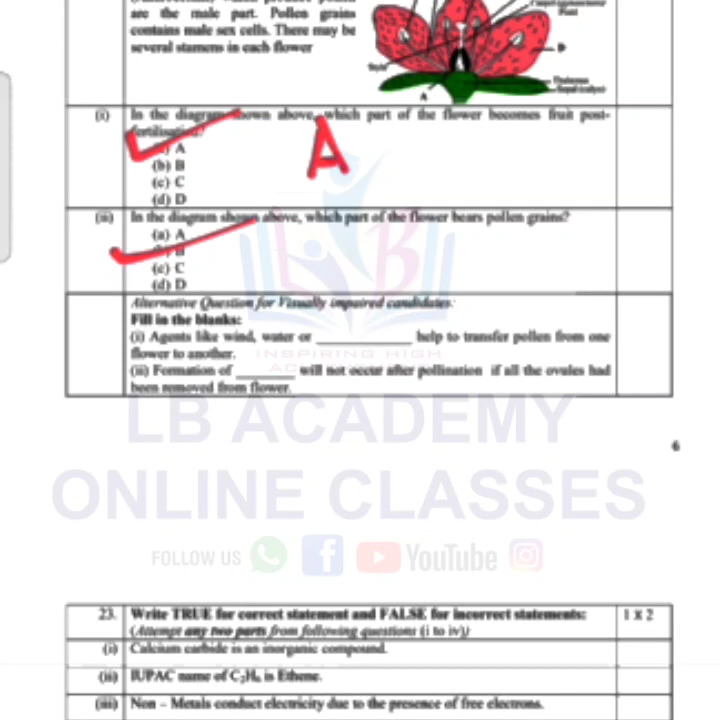 are the male part. Pollen grains
contains male sex cells. There may be
several stamens in each flower
Style
D
A
Thalamus
Sepal (calyx)
(i) In the diagram shown above, which part of the flower becomes fruit post-
fertilisation?
A
A
(b) B
(c) C
(d) D
(ii) In the diagram shown above, which part of the flower bears pollen grains?
(a) A
(b) B
(c) C
(d) D
Alternative Question for Visually impaired candidates:
Fill in the blanks:
(i) Agents like wind, water or ____________ help to transfer pollen from one
flower to another.
(ii) Formation of ________ will not occur after pollination if all the ovules had
been removed from flower.
LB
INSPIRING HIGH
LB ACADEMY
6
ONLINE CLASSES
FOLLOW US YouTube
23. Write TRUE for correct statement and FALSE for incorrect statements: 1 X 2
(Attempt any two parts from following questions (i to iv))
(i) Calcium carbide is an inorganic compound.
(ii) IUPAC name of C₂H₆ is Ethene.
(iii) Non – Metals conduct electricity due to the presence of free electrons.